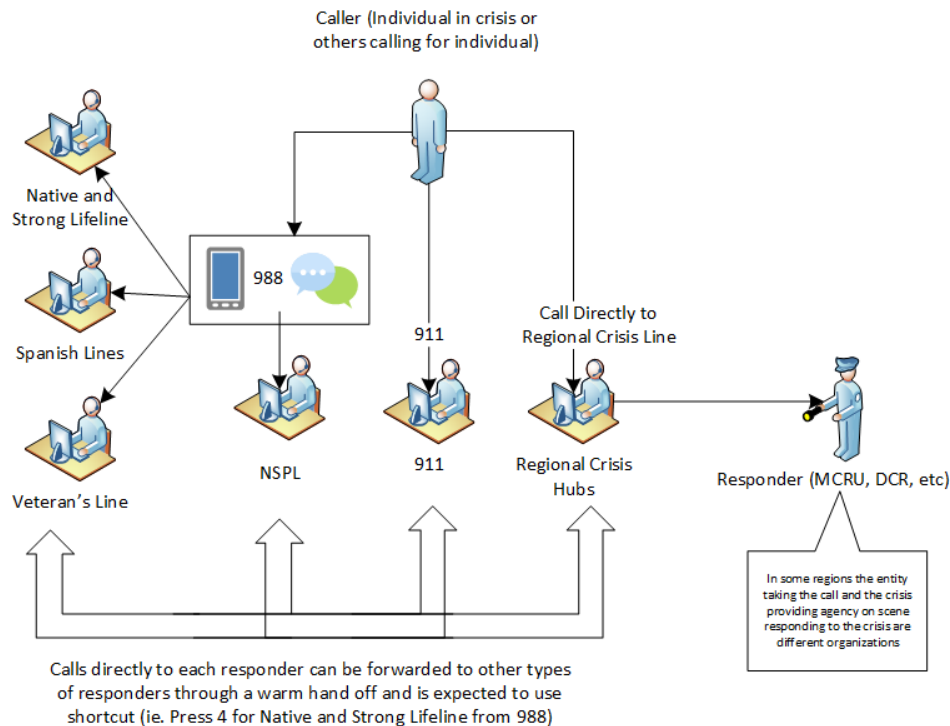 Caller (Individual in crisis or
others calling for individual)
Native and
Strong Lifeline
988
Spanish Lines
911
Call Directly to
Regional Crisis Line
Veteran's Line
NSPL
911
Regional Crisis
Hubs
Responder (MCRU, DCR, etc)
In some regions the entity
taking the call and the crisis
providing agency on scene
responding to the crisis are
different organizations
Calls directly to each responder can be forwarded to other types
of responders through a warm hand off and is expected to use
shortcut (ie. Press 4 for Native and Strong Lifeline from 988)